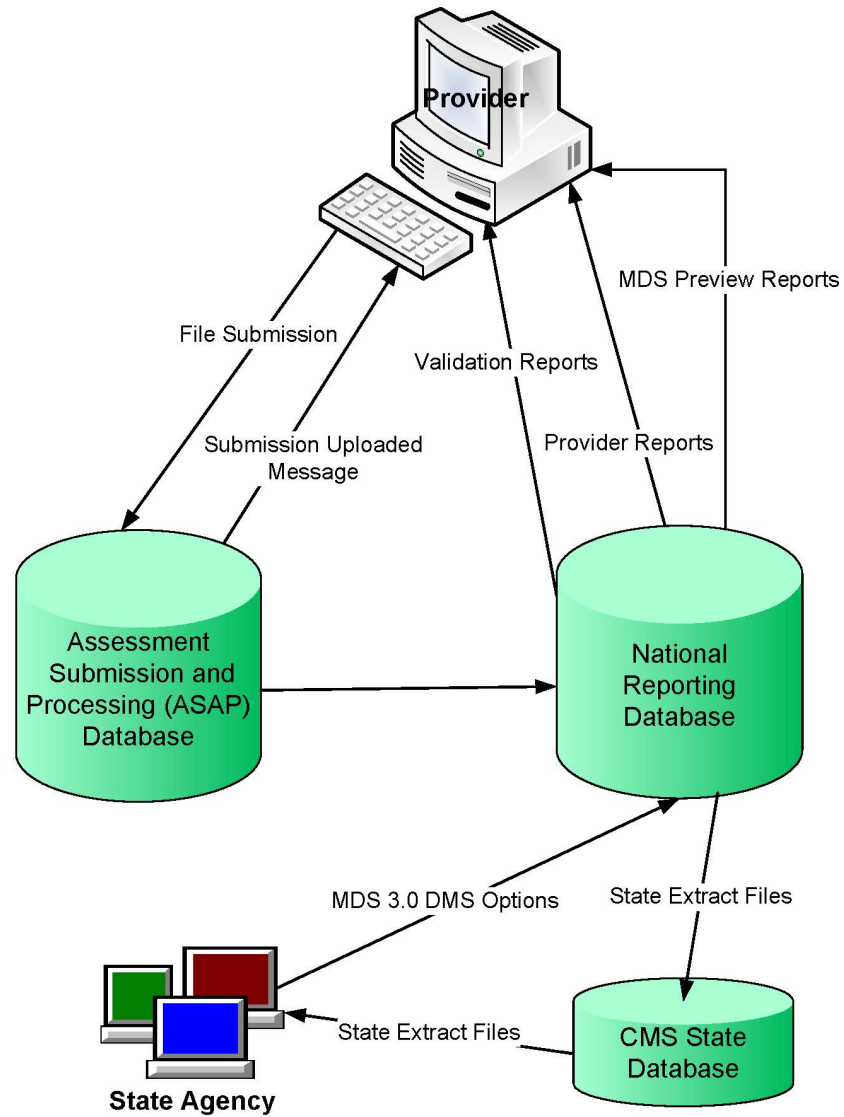 Provider
MDS Preview Reports
File Submission
Validation Reports
Submission Uploaded
Message
Provider Reports
Assessment
Submission and
Processing (ASAP)
Database
National
Reporting
Database
MDS 3.0 DMS Options
State Extract Files
State Extract Files
CMS State
Database
State Agency